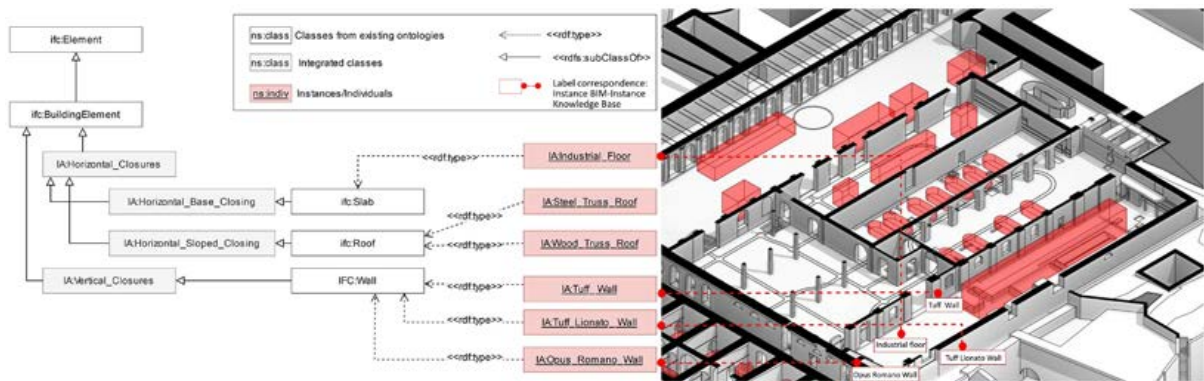 ifc:Element
ifc:BuildingElement
IA:Horizontal_Closures
IA:Horizontal_Base_Closing
ifc:Slab
IA:Horizontal_Sloped_Closing
ifc:Roof
IA:Vertical_Closures
IFC:Wall
ns:class Classes from existing ontologies
ns:class Integrated classes
ns:indiv Instances/Individuals
<<rdf:type>>
<<rdfs:subClassOf>>
Label correspondence:
Instance BIM-Instance
Knowledge Base
<<rdf:type>>
<<rdf:type>>
<<rdf:type>>
<<rdf:type>>
<<rdf:type>>
IA:Industrial_Floor
IA:Steel_Truss_Roof
IA:Wood_Truss_Roof
IA:Tuff_ Wall
IA:Tuff_Lionato_Wall
IA:Opus_Romano_Wall
Tuff Wall
Industrial floor
Tuff Lionato Wall
Opus Romano Wall